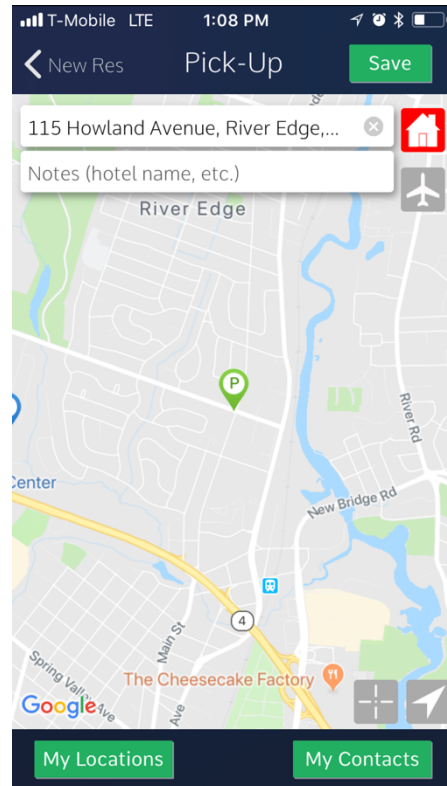 T-Mobile LTE 1:08 PM
New Res Pick-Up Save
115 Howland Avenue, River Edge,...
Notes (hotel name, etc.)
River Edge
P
River Rd
Center
New Bridge Rd
4
Main St
Spring Valley Ave
The Cheesecake Factory
Google
Ave
My Locations My Contacts